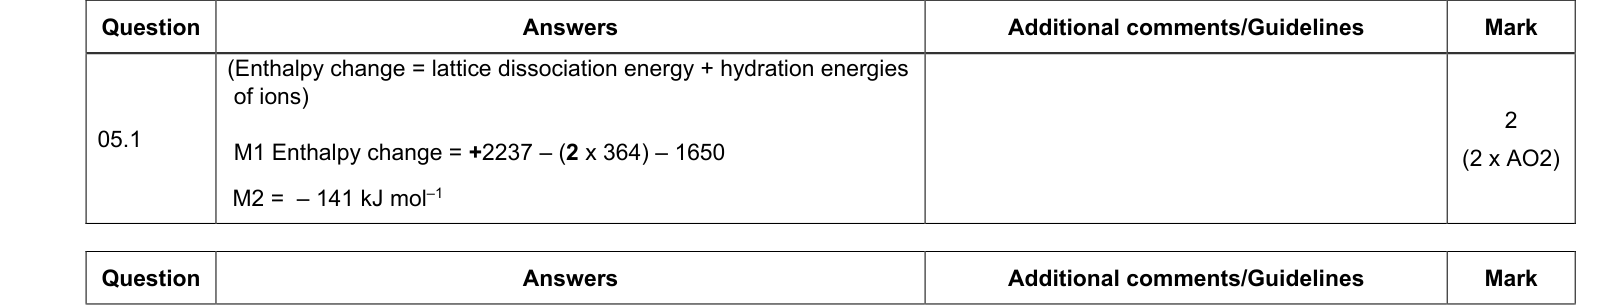 Question Answers Additional comments/Guidelines Mark
(Enthalpy change = lattice dissociation energy + hydration energies
of ions)
05.1
M1 Enthalpy change = +2237 – (2 x 364) – 1650
M2 = – 141 kJ mol⁻¹
2
(2 x AO2)
Question Answers Additional comments/Guidelines Mark